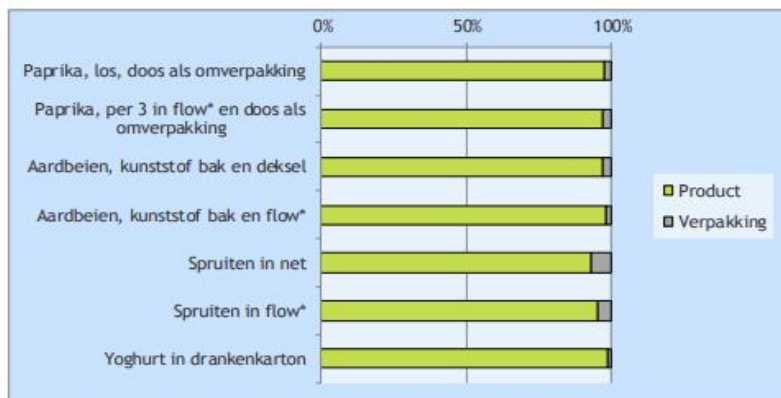 0% 50% 100%
Paprika, los, doos als omverpakking
Paprika, per 3 in flow* en doos als
omverpakking
Aardbeien, kunststof bak en deksel
Aardbeien, kunststof bak en flow*
Spruiten in net
Spruiten in flow*
Yoghurt in drankenkarton
Product
Verpakking